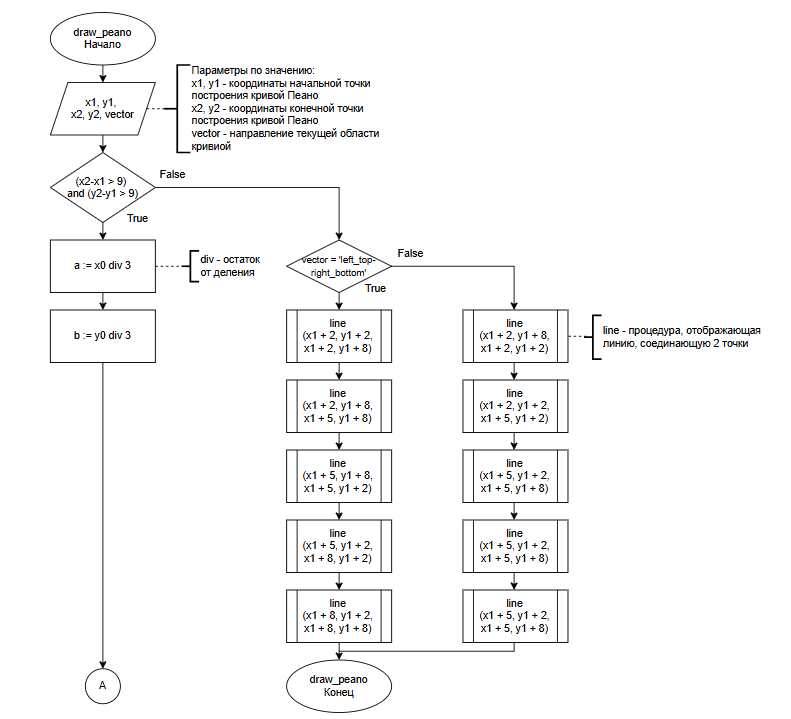 draw_peano
Начало
x1, y1,
x2, y2, vector
Параметры по значению:
x1, y1 - координаты начальной точки
построения кривой Пеано
x2, y2 - координаты конечной точки
построения кривой Пеано
vector - направление текущей области
кривиой
(x2-x1 > 9)
and (y2-y1 > 9)
False
True
a := x0 div 3
div - остаток
от деления
b := y0 div 3
A
vector = 'left_top-
right_bottom'
False
True
line
(x1 + 2, y1 + 2,
x1 + 2, y1 + 8)
line
(x1 + 2, y1 + 8,
x1 + 5, y1 + 8)
line
(x1 + 5, y1 + 8,
x1 + 5, y1 + 2)
line
(x1 + 5, y1 + 2,
x1 + 8, y1 + 2)
line
(x1 + 8, y1 + 2,
x1 + 8, y1 + 8)
line
(x1 + 2, y1 + 8,
x1 + 2, y1 + 2)
line - процедура, отображающая
линию, соединающую 2 точки
line
(x1 + 2, y1 + 2,
x1 + 5, y1 + 2)
line
(x1 + 5, y1 + 2,
x1 + 5, y1 + 8)
line
(x1 + 5, y1 + 2,
x1 + 5, y1 + 8)
line
(x1 + 5, y1 + 2,
x1 + 5, y1 + 8)
draw_peano
Конец